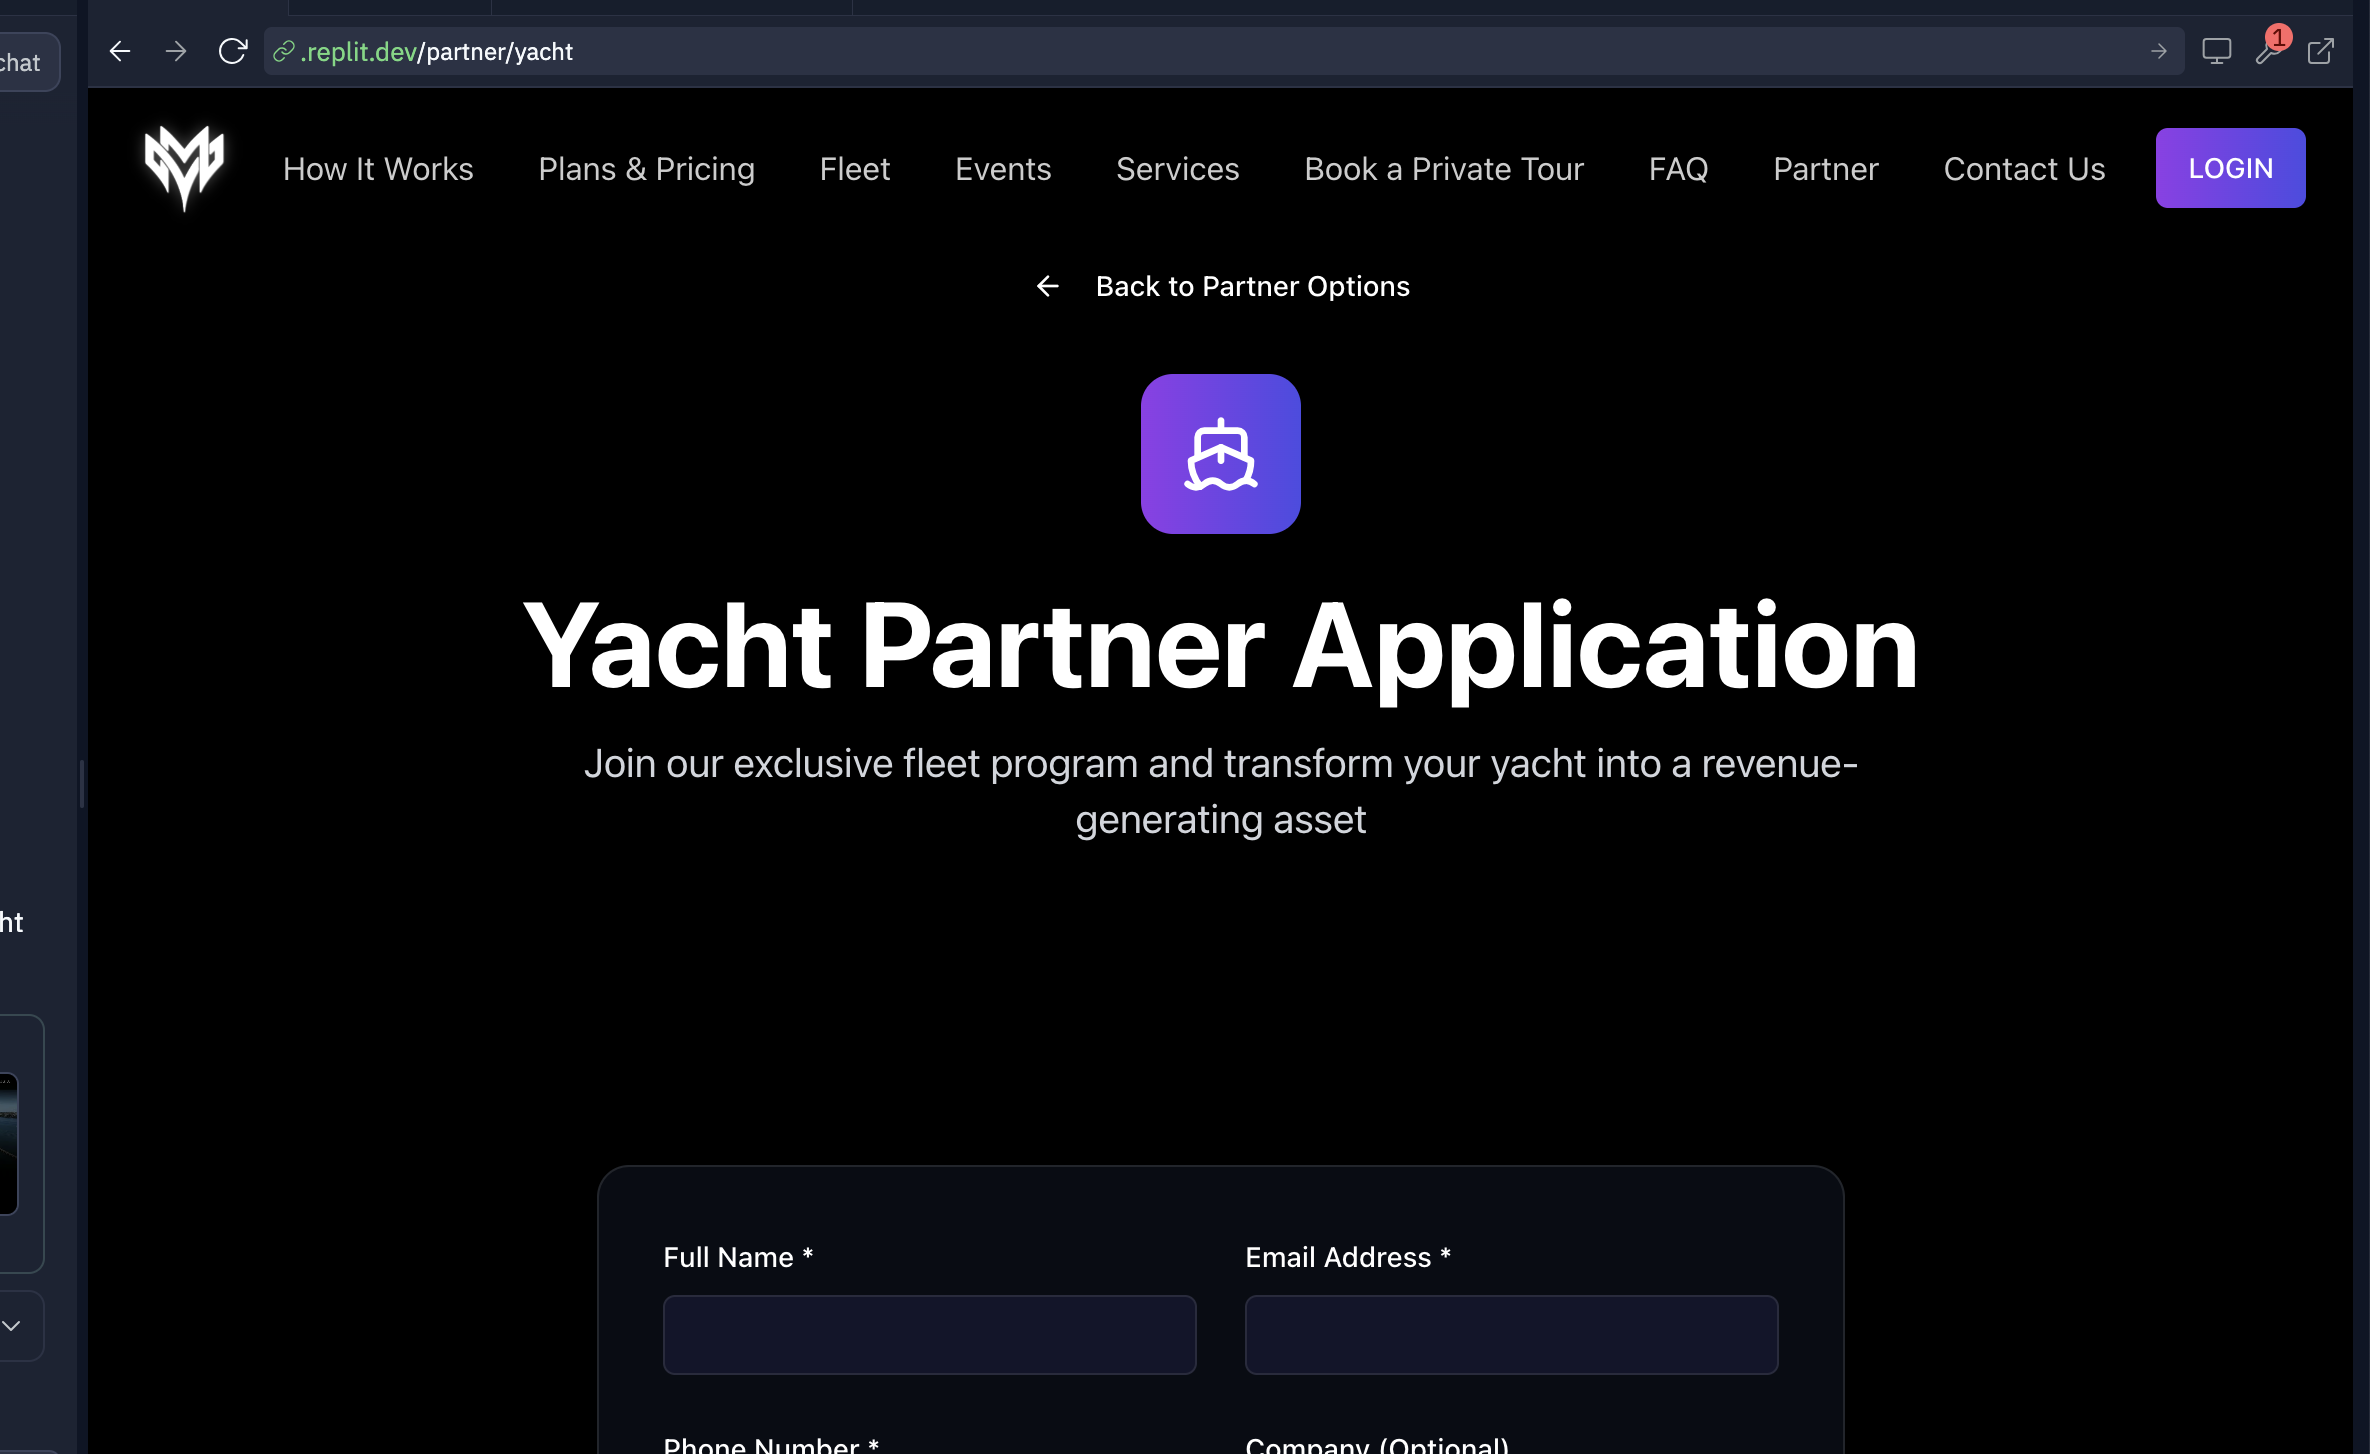 chat
.replit.dev/partner/yacht
1
How It Works
Plans & Pricing
Fleet
Events
Services
Book a Private Tour
FAQ
Partner
Contact Us
LOGIN
Back to Partner Options
Yacht Partner Application
Join our exclusive fleet program and transform your yacht into a revenue-
generating asset
ht
Full Name *
Email Address *
Phone Number *
Company (Optional)